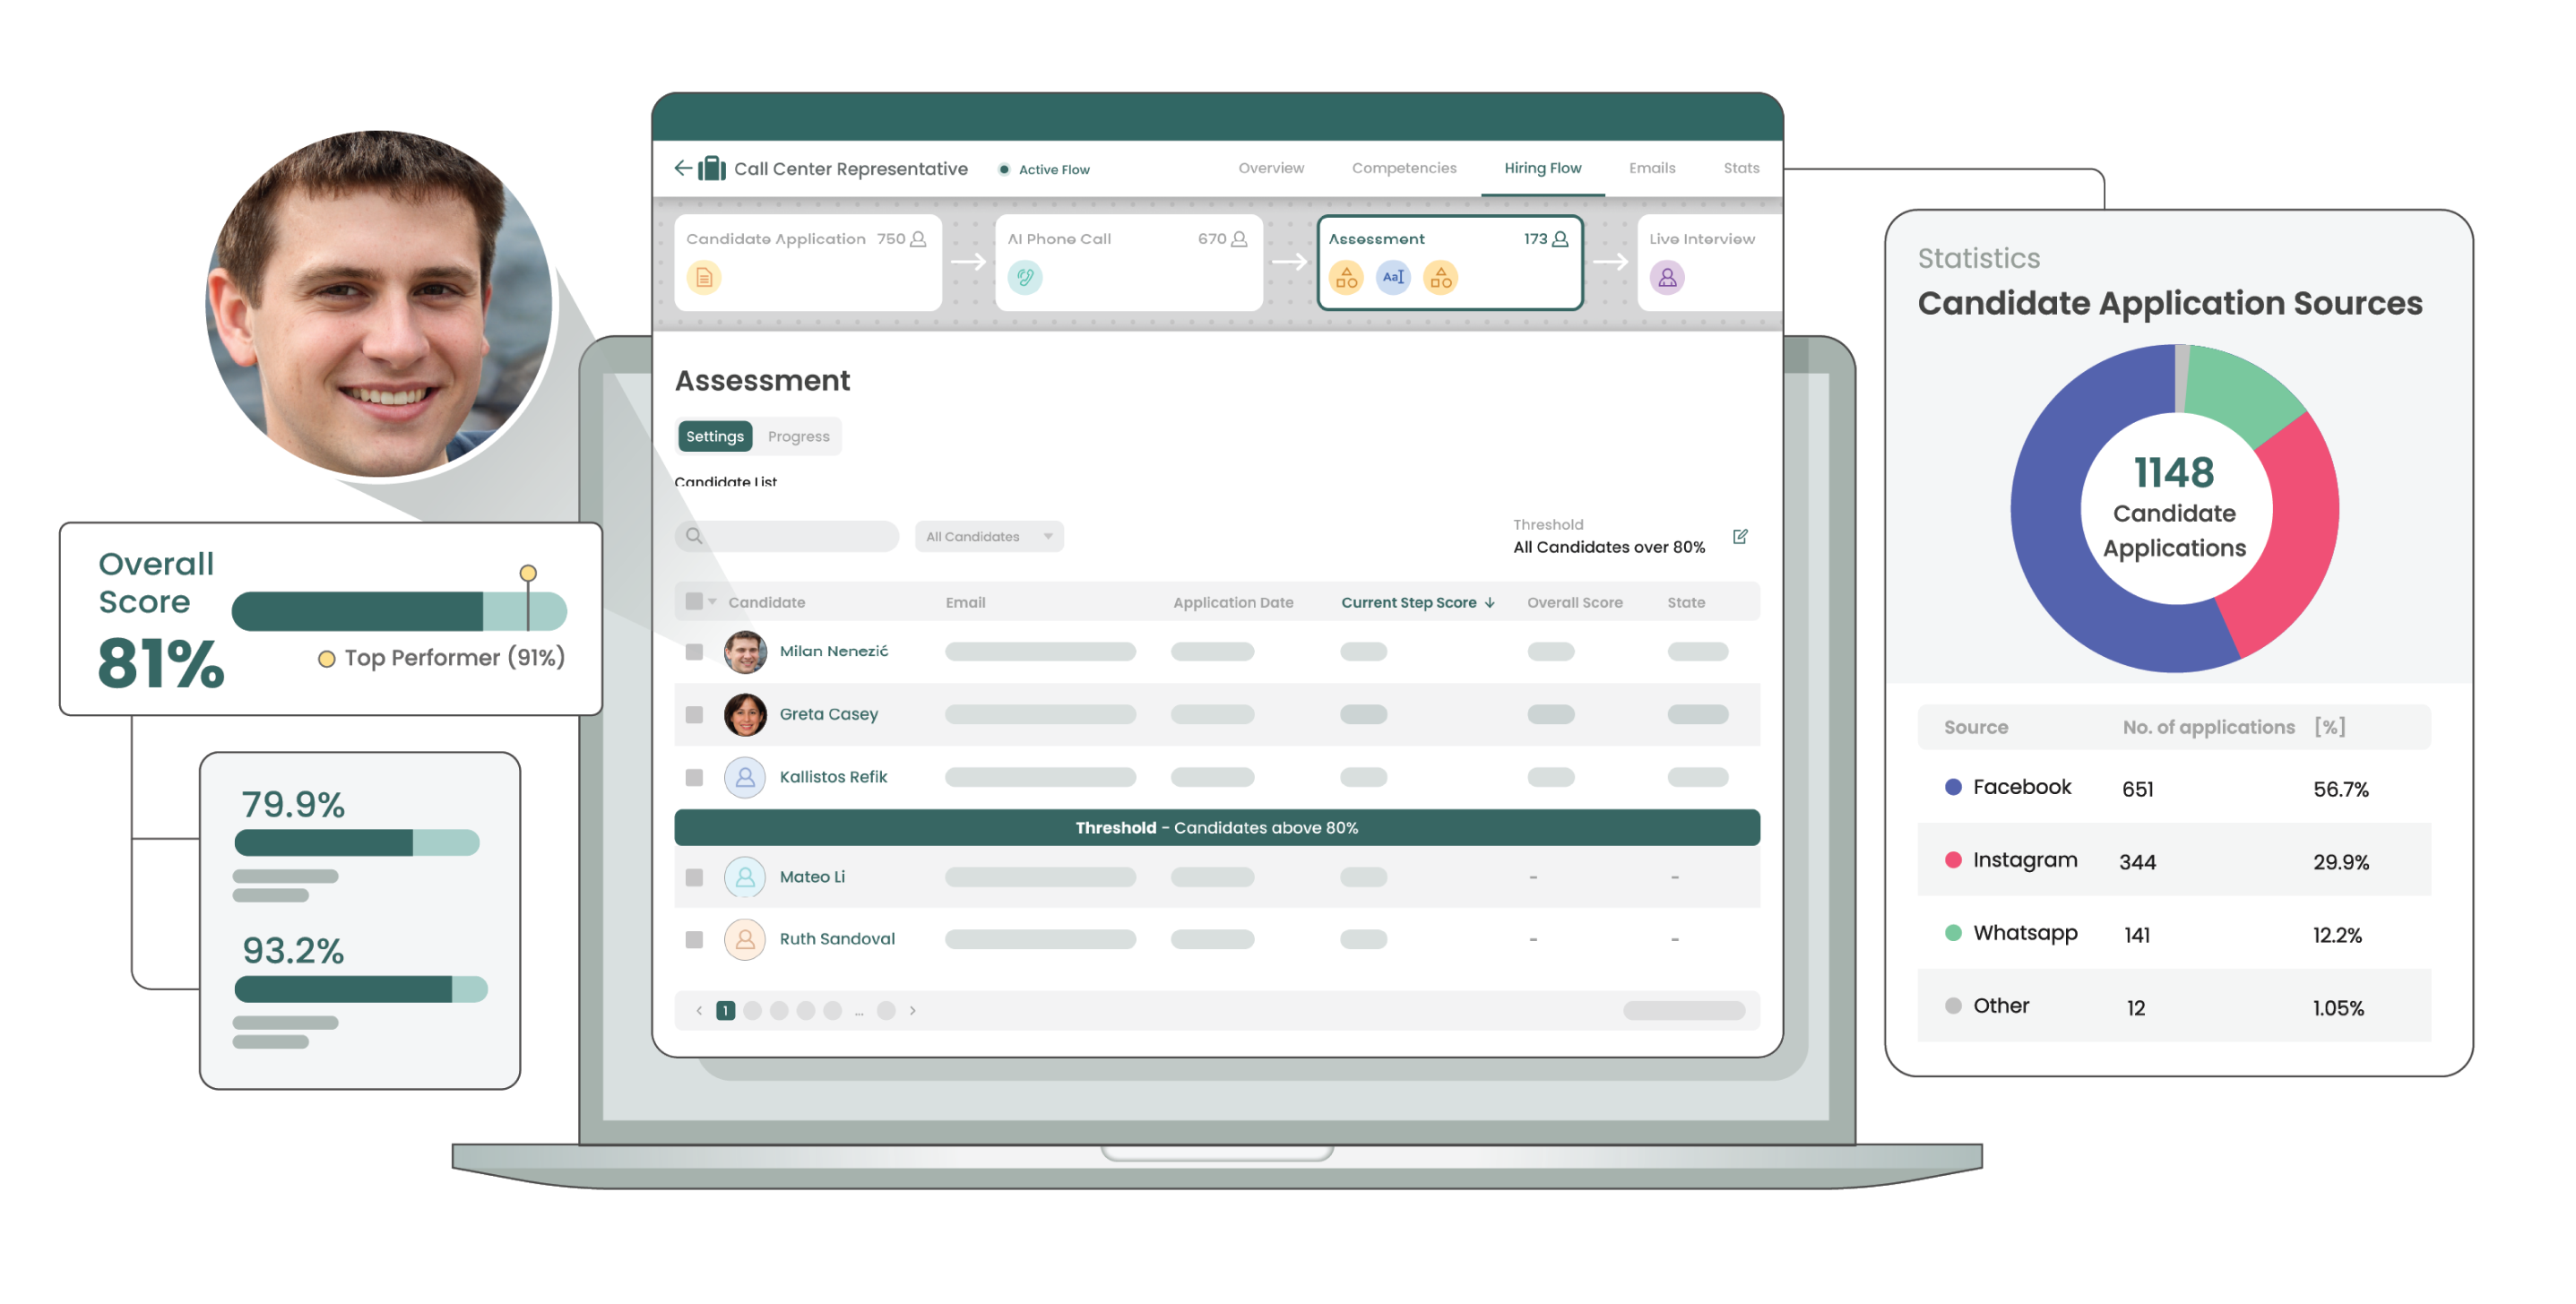 Call Center Representative
Active Flow
Overview
Competencies
Hiring Flow
Emails
Stats
Candidate Application 750
AI Phone Call 670
Assessment 173
Live Interview
Aa
Assessment
Settings
Progress
Candidate List
All Candidates
Threshold
All Candidates over 80%
Candidate
Email
Application Date
Current Step Score ↓
Overall Score
State
Milan Nenezić
Greta Casey
Kallistos Refik
Threshold - Candidates above 80%
Mateo Li
- -
Ruth Sandoval
- -
< 1 ... >
Overall
Score
81%
Top Performer (91%)
79.9%
93.2%
Statistics
Candidate Application Sources
1148
Candidate
Applications
Source No. of applications [%]
Facebook 651 56.7%
Instagram 344 29.9%
Whatsapp 141 12.2%
Other 12 1.05%